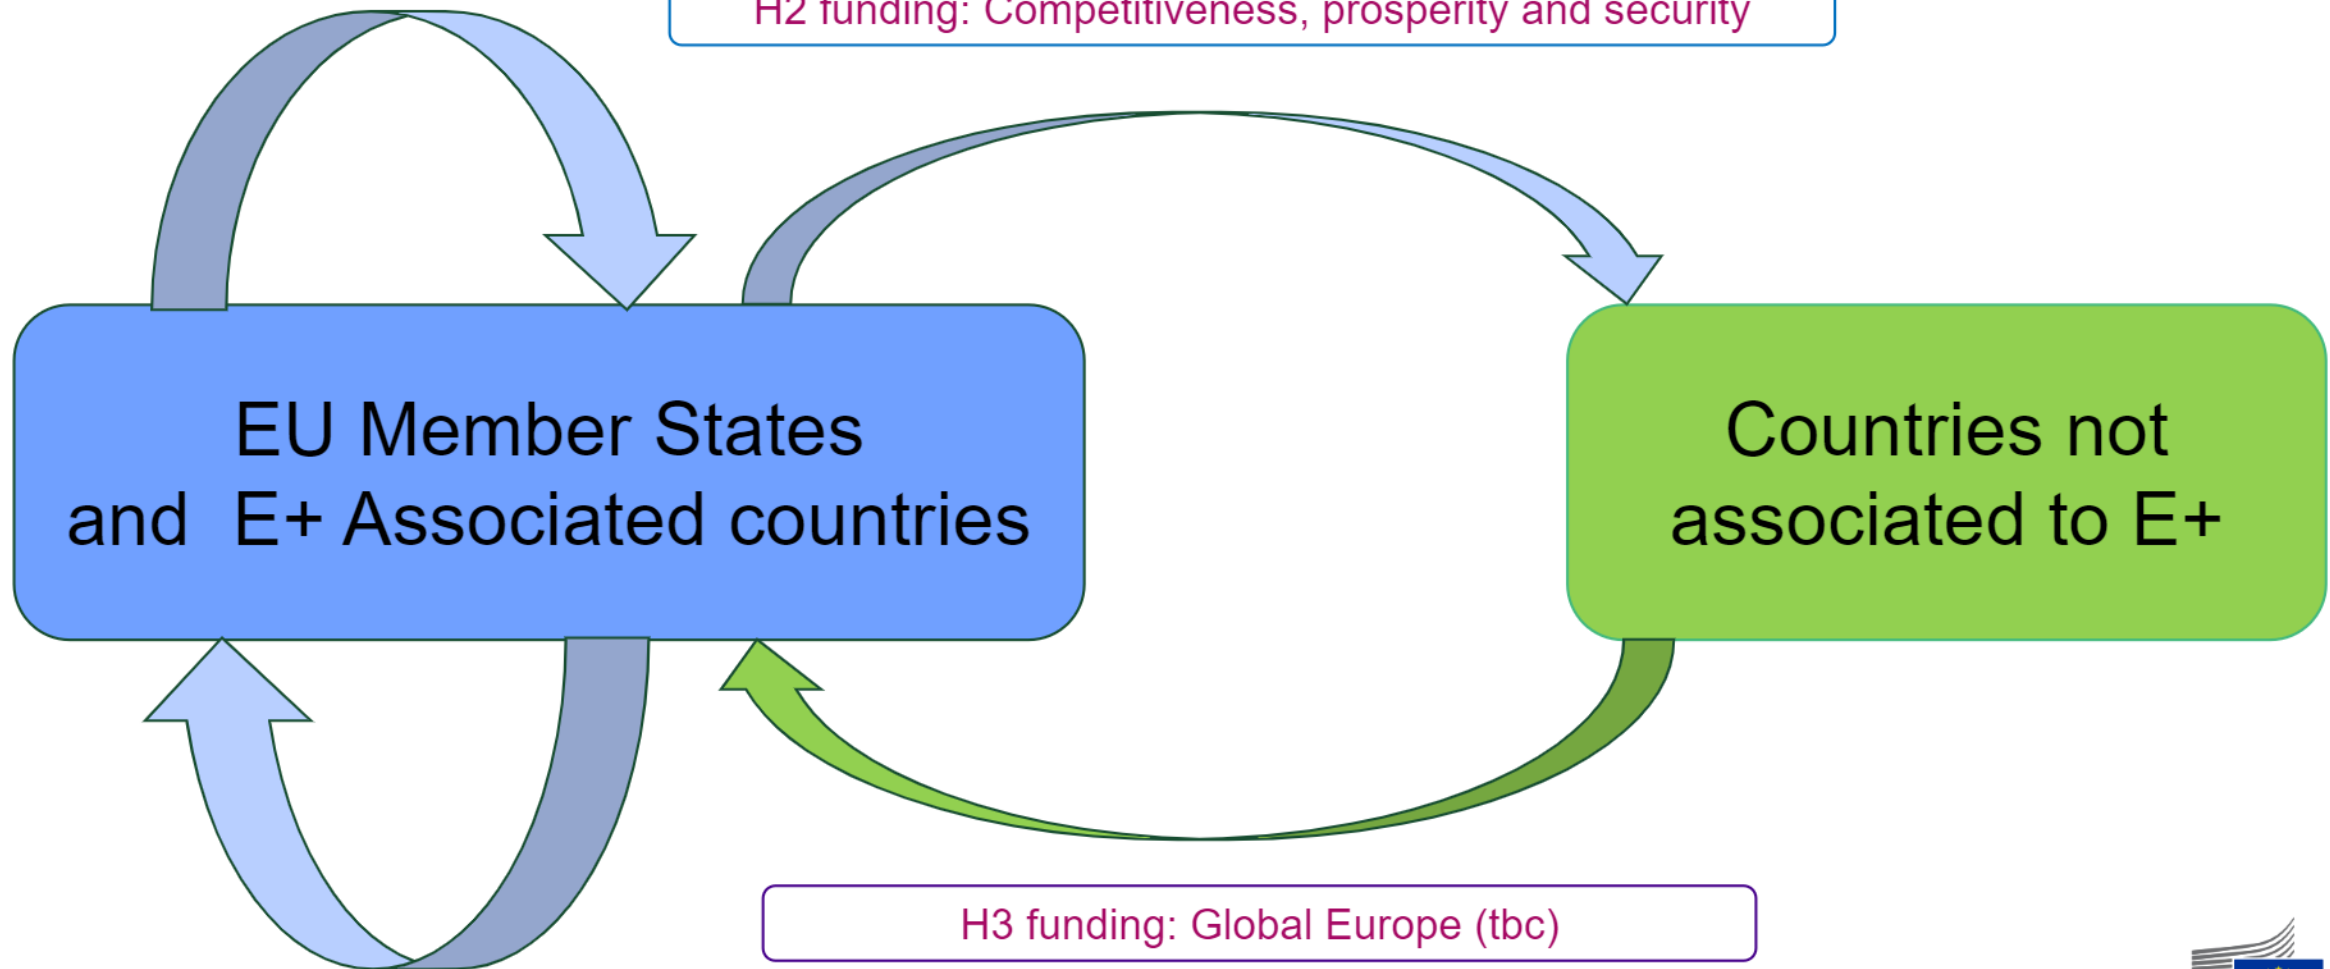 H2 funding: Competitiveness, prosperity and security
EU Member States
and  E+ Associated countries
Countries not
associated to E+
H3 funding: Global Europe (tbc)